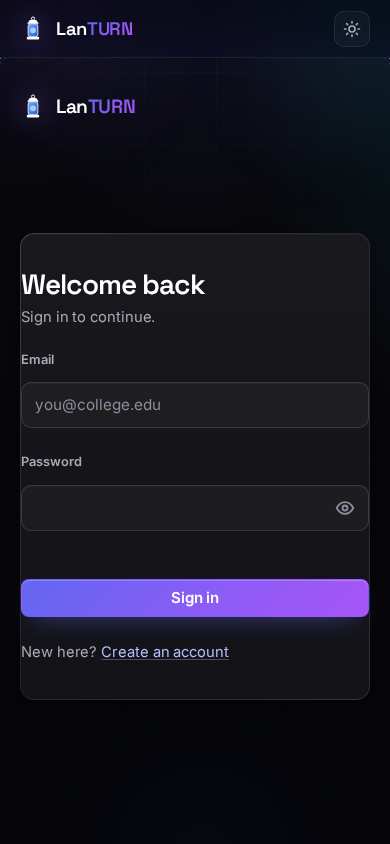 LanTURN
LanTURN
Welcome back
Sign in to continue.
Email
you@college.edu
Password
Sign in
New here? Create an account